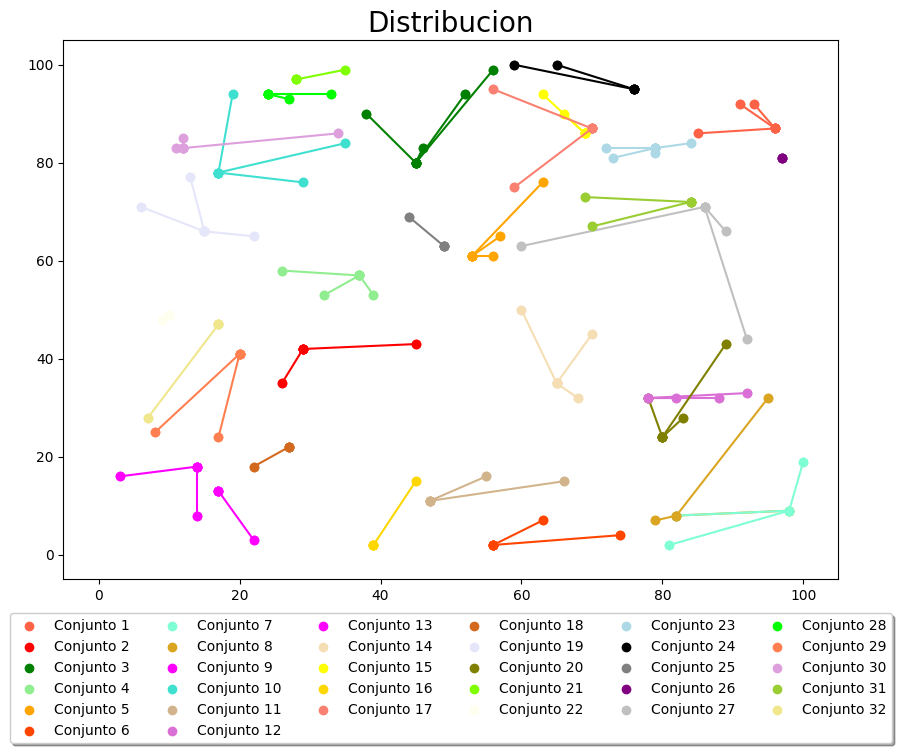 Distribucion
100
80
60
40
20
0
0 20 40 60 80 100
Conjunto 1 Conjunto 7 Conjunto 13 Conjunto 18 Conjunto 23 Conjunto 28
Conjunto 2 Conjunto 8 Conjunto 14 Conjunto 19 Conjunto 24 Conjunto 29
Conjunto 3 Conjunto 9 Conjunto 15 Conjunto 20 Conjunto 25 Conjunto 30
Conjunto 4 Conjunto 10 Conjunto 16 Conjunto 21 Conjunto 26 Conjunto 31
Conjunto 5 Conjunto 11 Conjunto 17 Conjunto 22 Conjunto 27 Conjunto 32
Conjunto 6 Conjunto 12